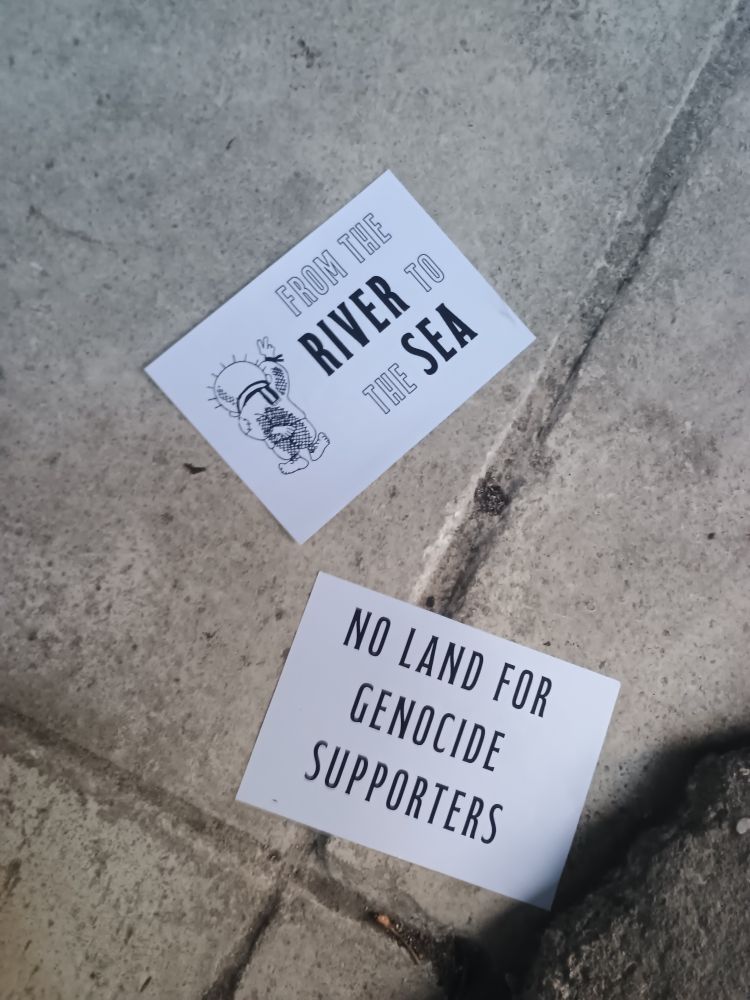 FROM THE
RIVER TO
THE SEA
NO LAND FOR
GENOCIDE
SUPPORTERS